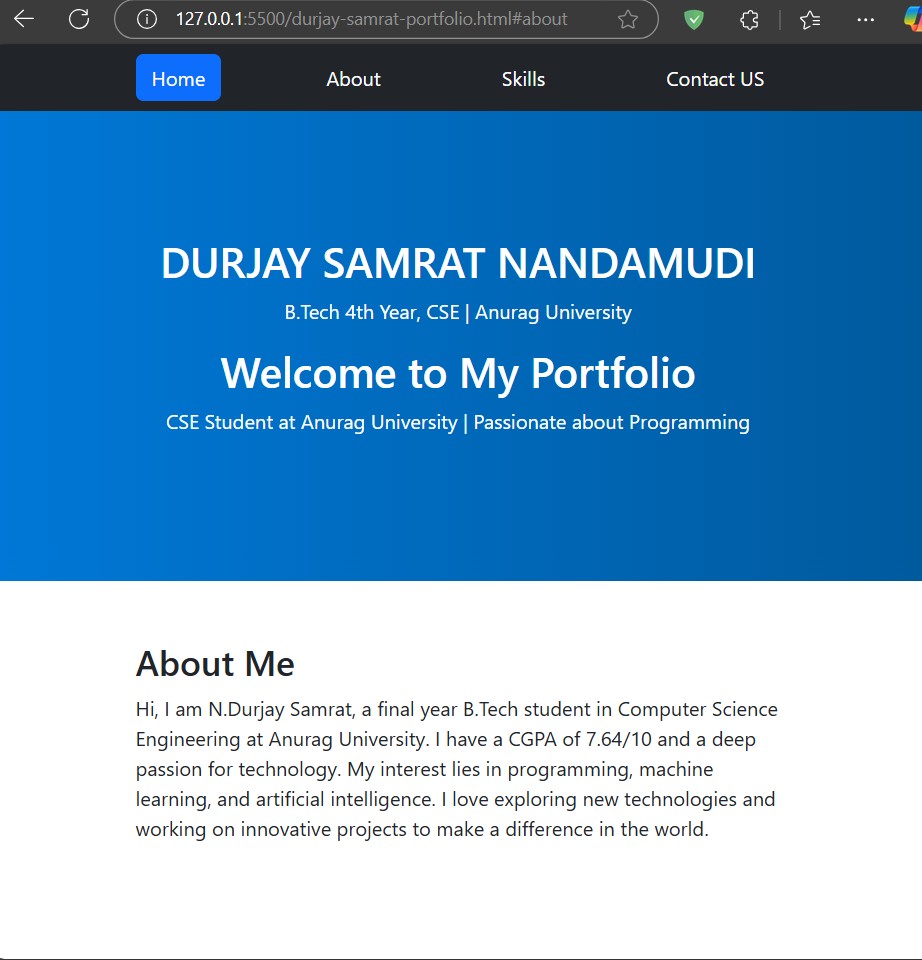 127.0.0.1:5500/durjay-samrat-portfolio.html#about
Home About Skills Contact US
DURJAY SAMRAT NANDAMUDI
B.Tech 4th Year, CSE | Anurag University
Welcome to My Portfolio
CSE Student at Anurag University | Passionate about Programming
About Me
Hi, I am N.Durjay Samrat, a final year B.Tech student in Computer Science
Engineering at Anurag University. I have a CGPA of 7.64/10 and a deep
passion for technology. My interest lies in programming, machine
learning, and artificial intelligence. I love exploring new technologies and
working on innovative projects to make a difference in the world.